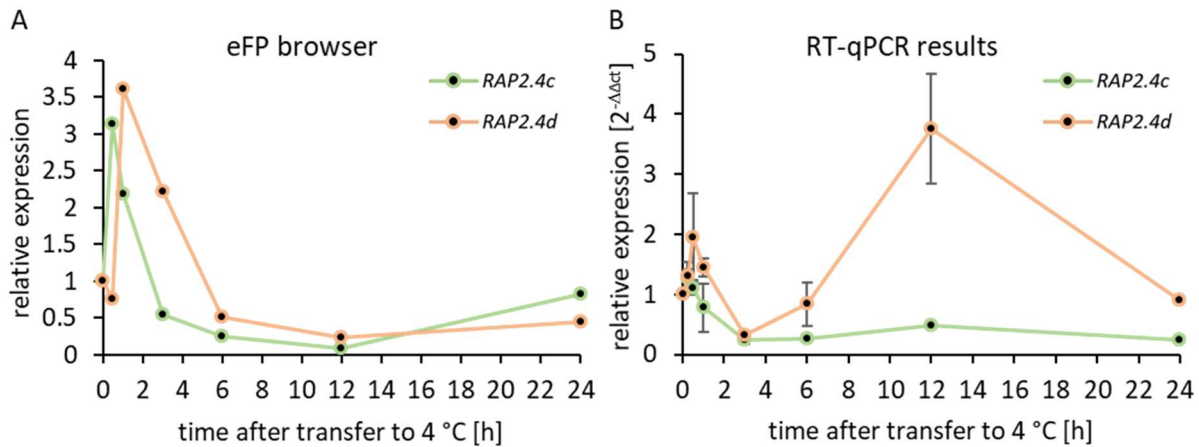 A
eFP browser
relative expression
4
3.5
3
2.5
2
1.5
1
0.5
0
RAP2.4c
RAP2.4d
0 2 4 6 8 10 12 14 16 18 20 22 24
time after transfer to 4 °C [h]
B
RT-qPCR results
relative expression [2-ΔΔct]
5
4
3
2
1
0
RAP2.4c
RAP2.4d
0 2 4 6 8 10 12 14 16 18 20 22 24
time after transfer to 4 °C [h]